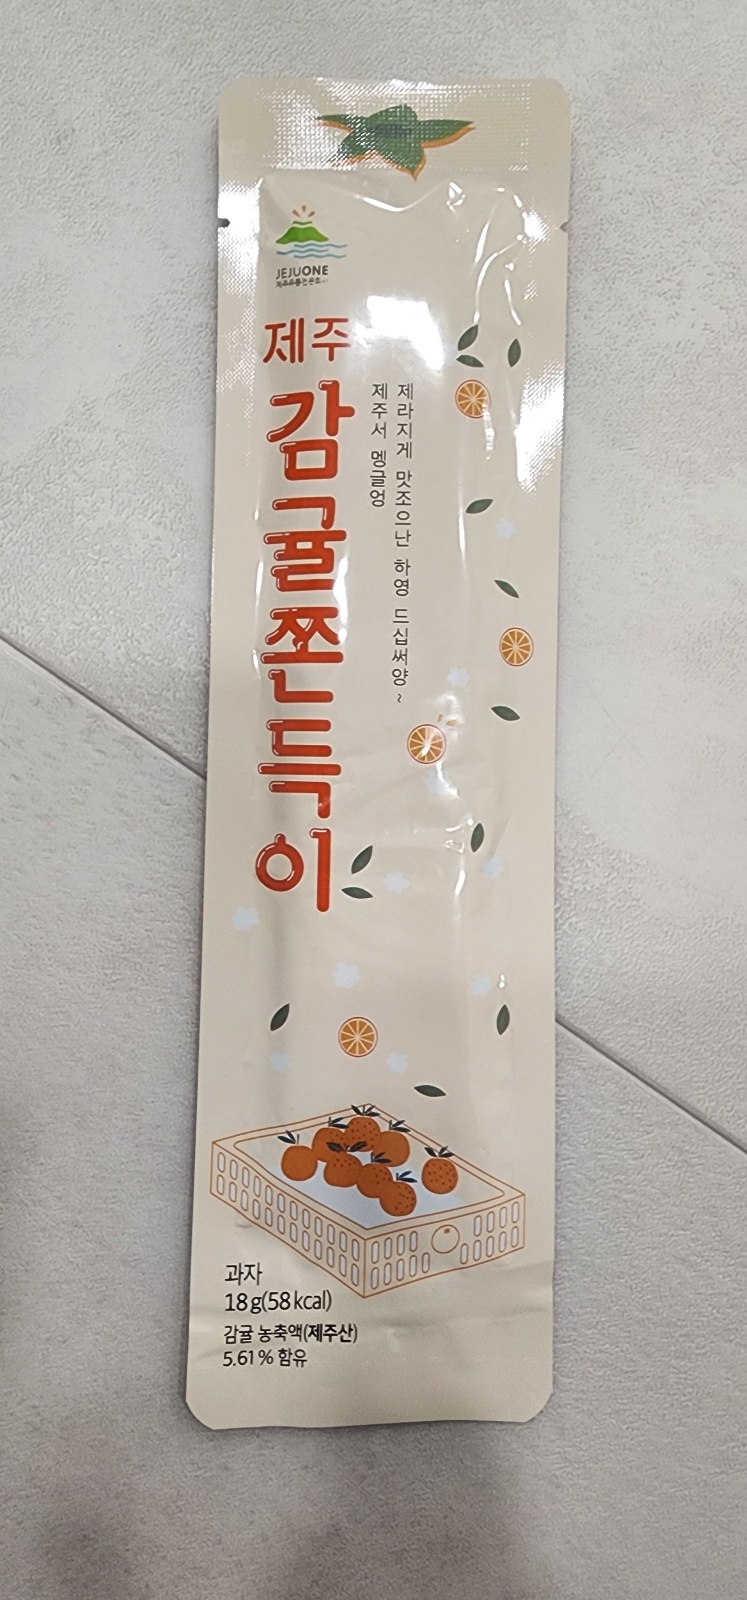 JEJUONE
제주
감귤쫀득이
제라지게 맛조으난 하영 드십써양~
제주서 멩글엉
과자
18g(58kcal)
감귤 농축액(제주산)
5.61% 함유